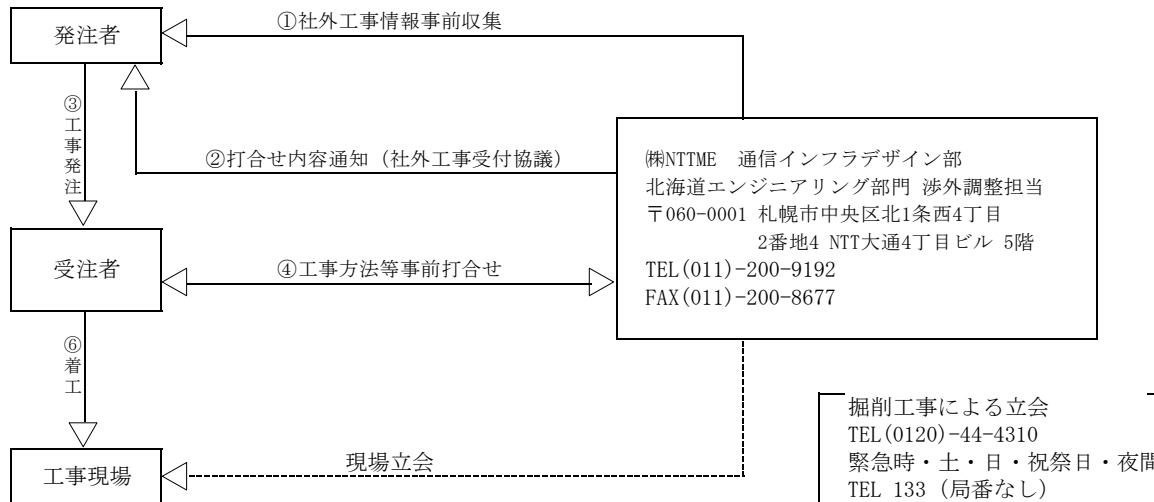 ①社外工事情報事前収集
発注者
③工事発注
②打合せ内容通知（社外工事受付協議）
㈱NTTME　通信インフラデザイン部
北海道エンジニアリング部門 渉外調整担当
〒060-0001 札幌市中央区北1条西4丁目
2番地4 NTT大通4丁目ビル 5階
TEL(011)-200-9192
FAX(011)-200-8677
受注者
④工事方法等事前打合せ
⑥着工
工事現場
現場立会
掘削工事による立会
TEL(0120)-44-4310
緊急時・土・日・祝祭日・夜間
TEL 133（局番なし）